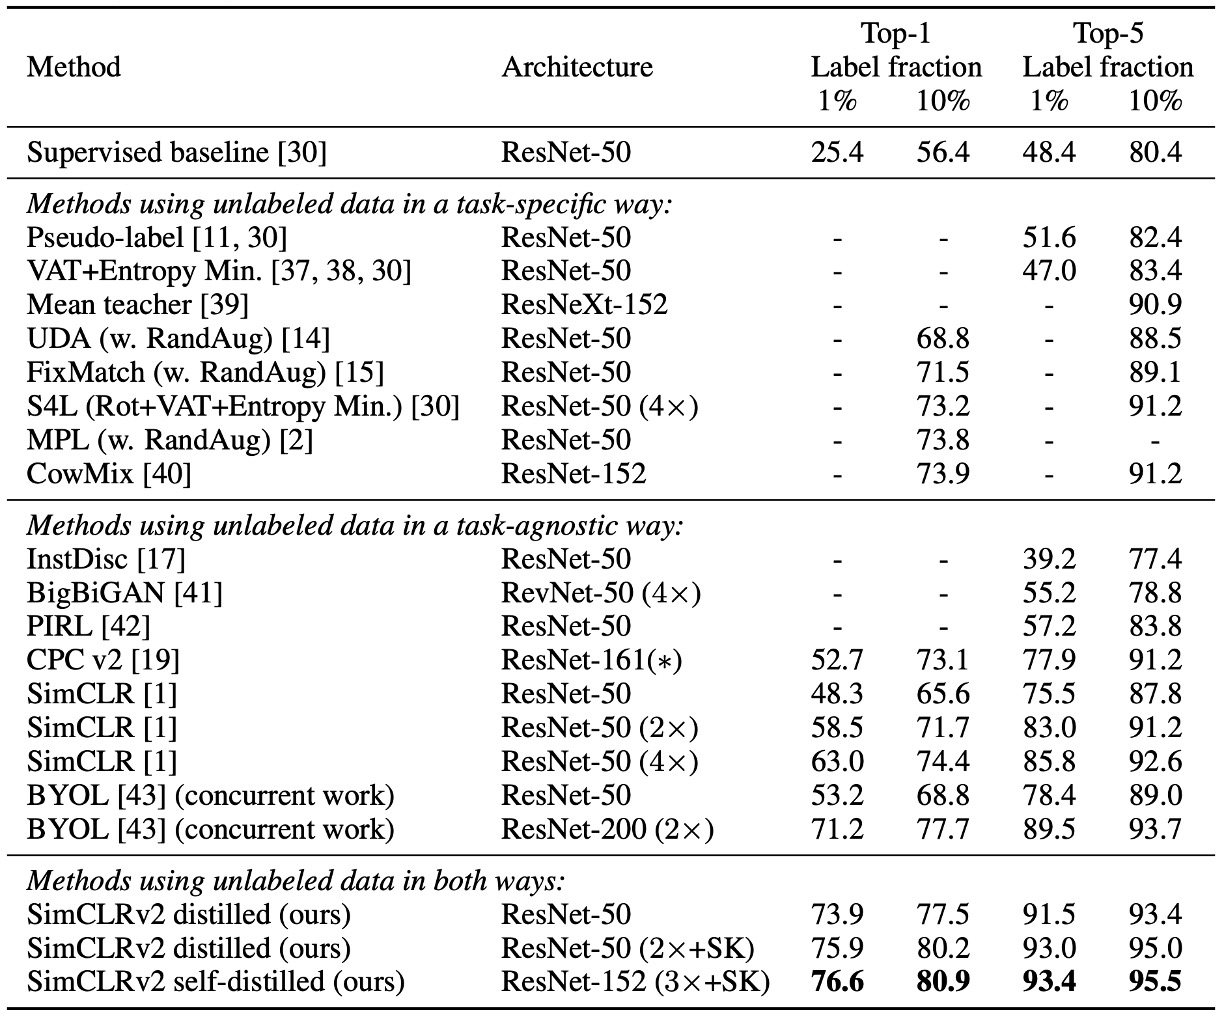 Top-1 Top-5
Method Architecture Label fraction Label fraction
1% 10% 1% 10%
Supervised baseline [30] ResNet-50 25.4 56.4 48.4 80.4
Methods using unlabeled data in a task-specific way:
Pseudo-label [11, 30] ResNet-50 - - 51.6 82.4
VAT+Entropy Min. [37, 38, 30] ResNet-50 - - 47.0 83.4
Mean teacher [39] ResNeXt-152 - - - 90.9
UDA (w. RandAug) [14] ResNet-50 - 68.8 - 88.5
FixMatch (w. RandAug) [15] ResNet-50 - 71.5 - 89.1
S4L (Rot+VAT+Entropy Min.) [30] ResNet-50 (4×) - 73.2 - 91.2
MPL (w. RandAug) [2] ResNet-50 - 73.8 - -
CowMix [40] ResNet-152 - 73.9 - 91.2
Methods using unlabeled data in a task-agnostic way:
InstDisc [17] ResNet-50 - - 39.2 77.4
BigBiGAN [41] RevNet-50 (4×) - - 55.2 78.8
PIRL [42] ResNet-50 - - 57.2 83.8
CPC v2 [19] ResNet-161(∗) 52.7 73.1 77.9 91.2
SimCLR [1] ResNet-50 48.3 65.6 75.5 87.8
SimCLR [1] ResNet-50 (2×) 58.5 71.7 83.0 91.2
SimCLR [1] ResNet-50 (4×) 63.0 74.4 85.8 92.6
BYOL [43] (concurrent work) ResNet-50 53.2 68.8 78.4 89.0
BYOL [43] (concurrent work) ResNet-200 (2×) 71.2 77.7 89.5 93.7
Methods using unlabeled data in both ways:
SimCLRv2 distilled (ours) ResNet-50 73.9 77.5 91.5 93.4
SimCLRv2 distilled (ours) ResNet-50 (2×+SK) 75.9 80.2 93.0 95.0
SimCLRv2 self-distilled (ours) ResNet-152 (3×+SK) 76.6 80.9 93.4 95.5